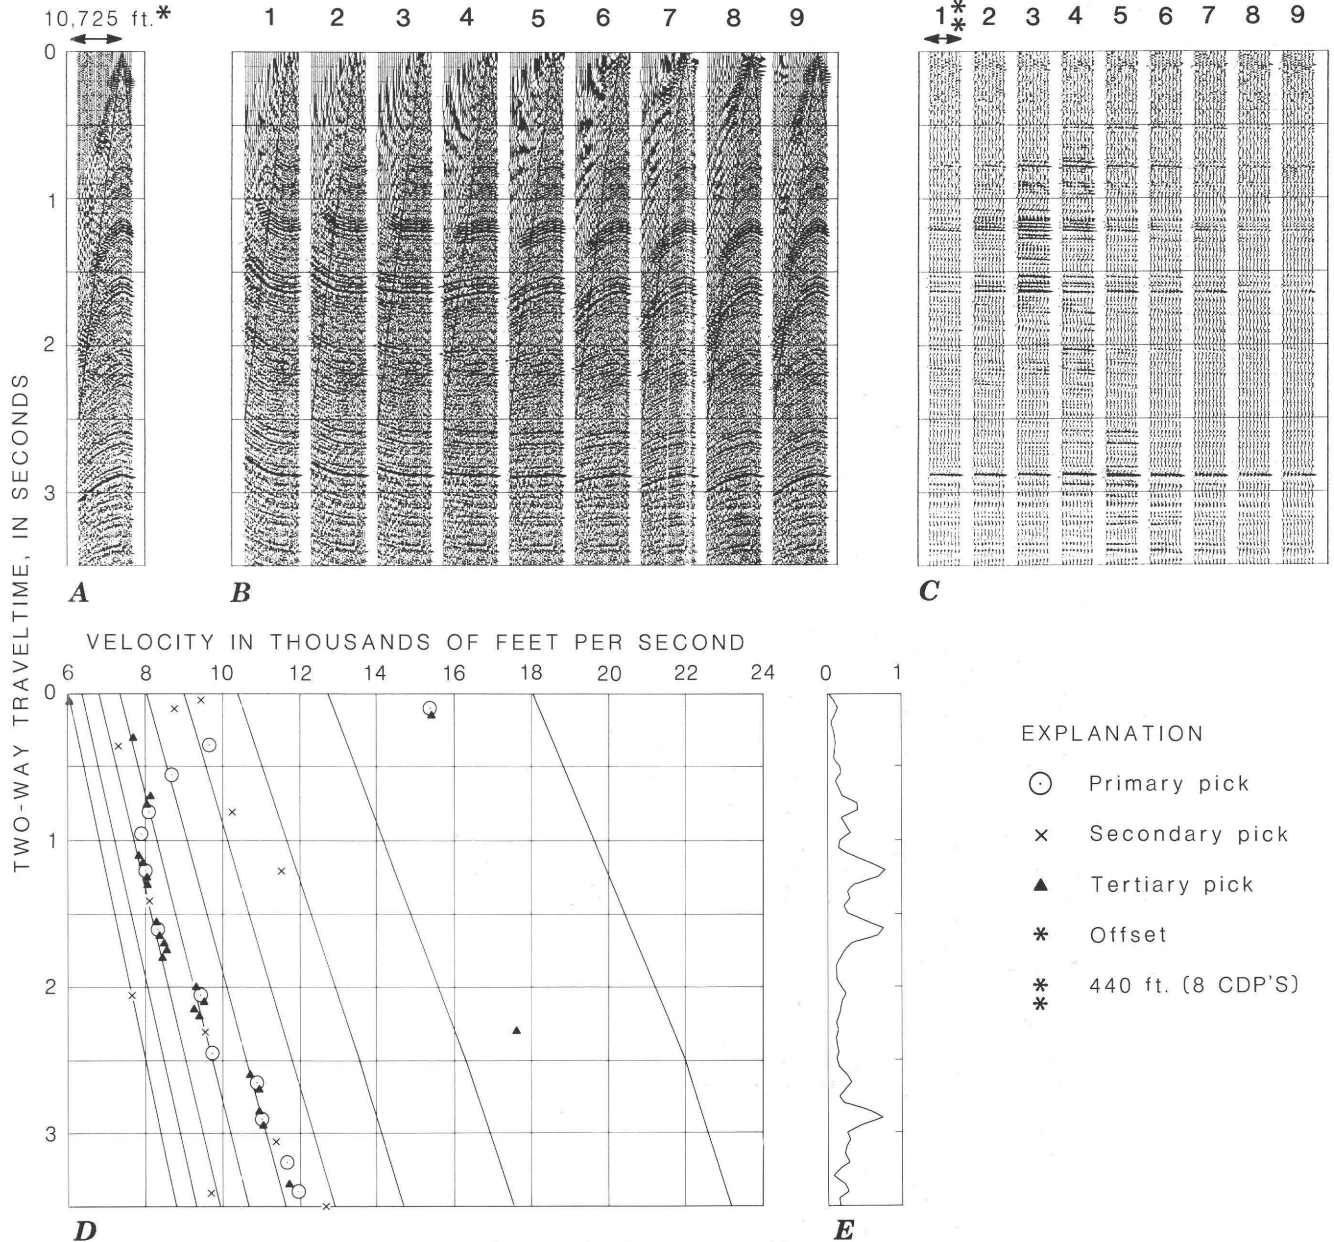 10,725 ft.*
1 2 3 4 5 6 7 8 9
1** 2 3 4 5 6 7 8 9
0
1
2
3
A
B
C
TWO-WAY TRAVELTIME, IN SECONDS
VELOCITY IN THOUSANDS OF FEET PER SECOND
6 8 10 12 14 16 18 20 22 24
0 1
0
1
2
3
D
E
EXPLANATION
Primary pick
Secondary pick
Tertiary pick
* Offset
** 440 ft. (8 CDP'S)